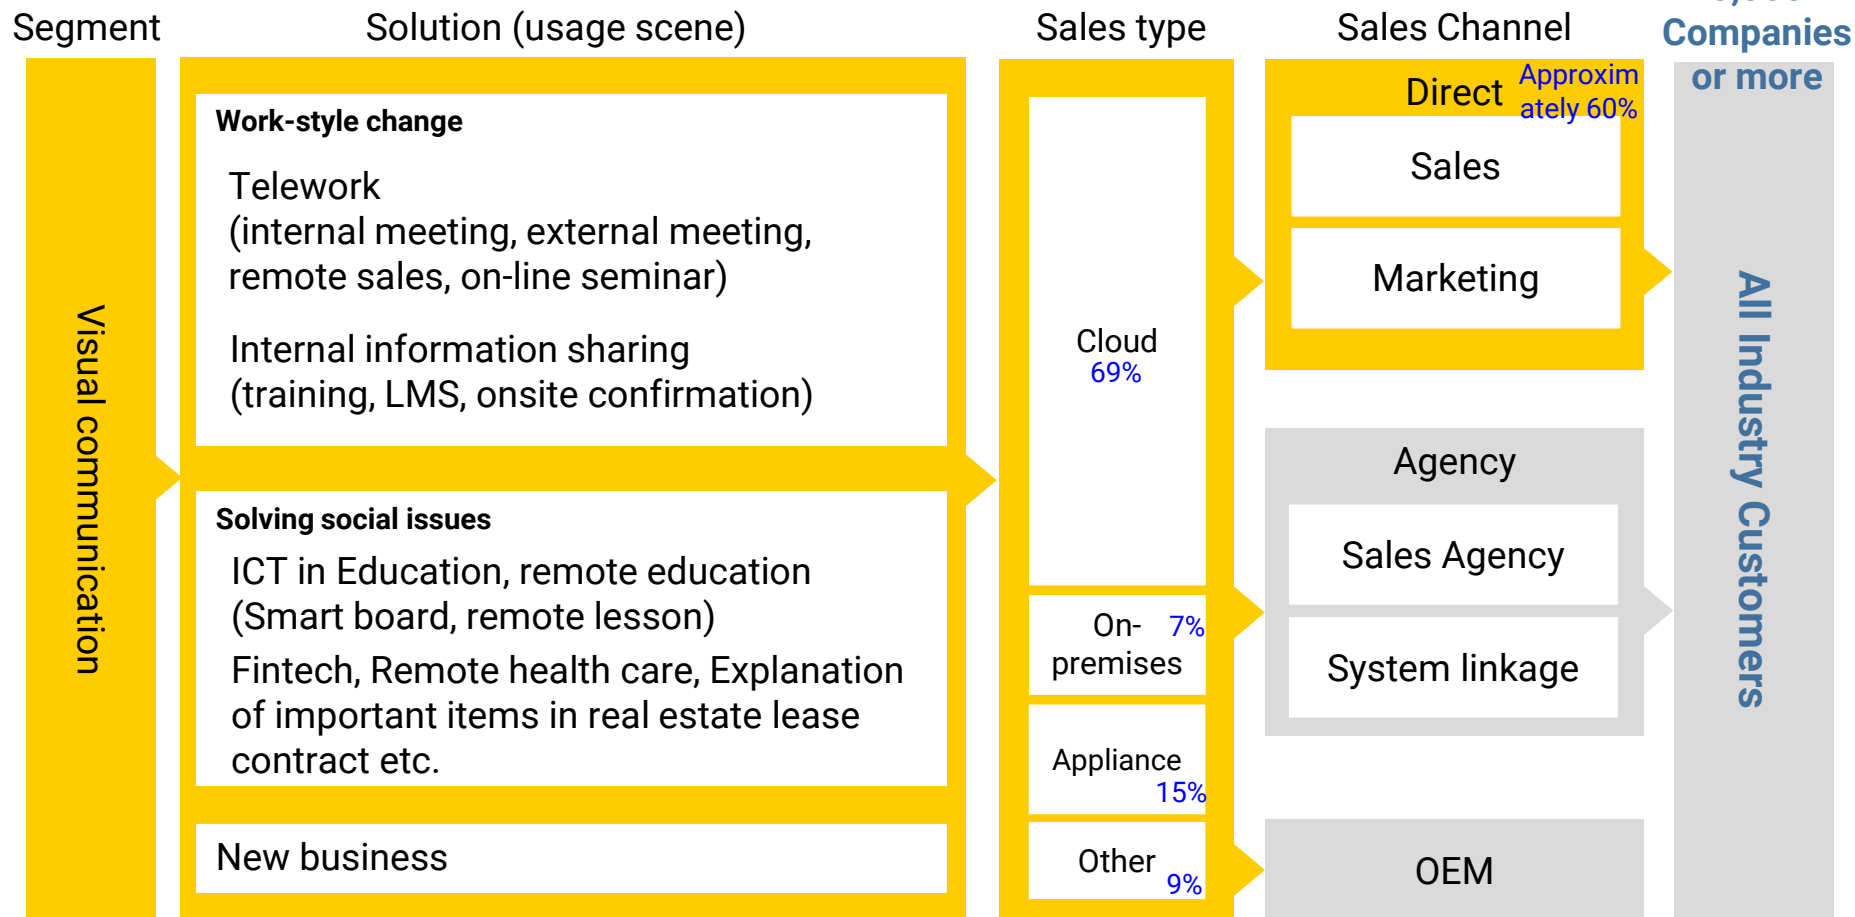 Segment
Solution (usage scene)
Sales type
Sales Channel
Companies
or more
Visual communication
Work-style change
Telework
(internal meeting, external meeting,
remote sales, on-line seminar)
Internal information sharing
(training, LMS, onsite confirmation)
Solving social issues
ICT in Education, remote education
(Smart board, remote lesson)
Fintech, Remote health care, Explanation
of important items in real estate lease
contract etc.
New business
Cloud
69%
On-
premises
7%
Appliance
15%
Other
9%
Direct
Approxim
ately 60%
Sales
Marketing
Agency
Sales Agency
System linkage
OEM
All Industry Customers